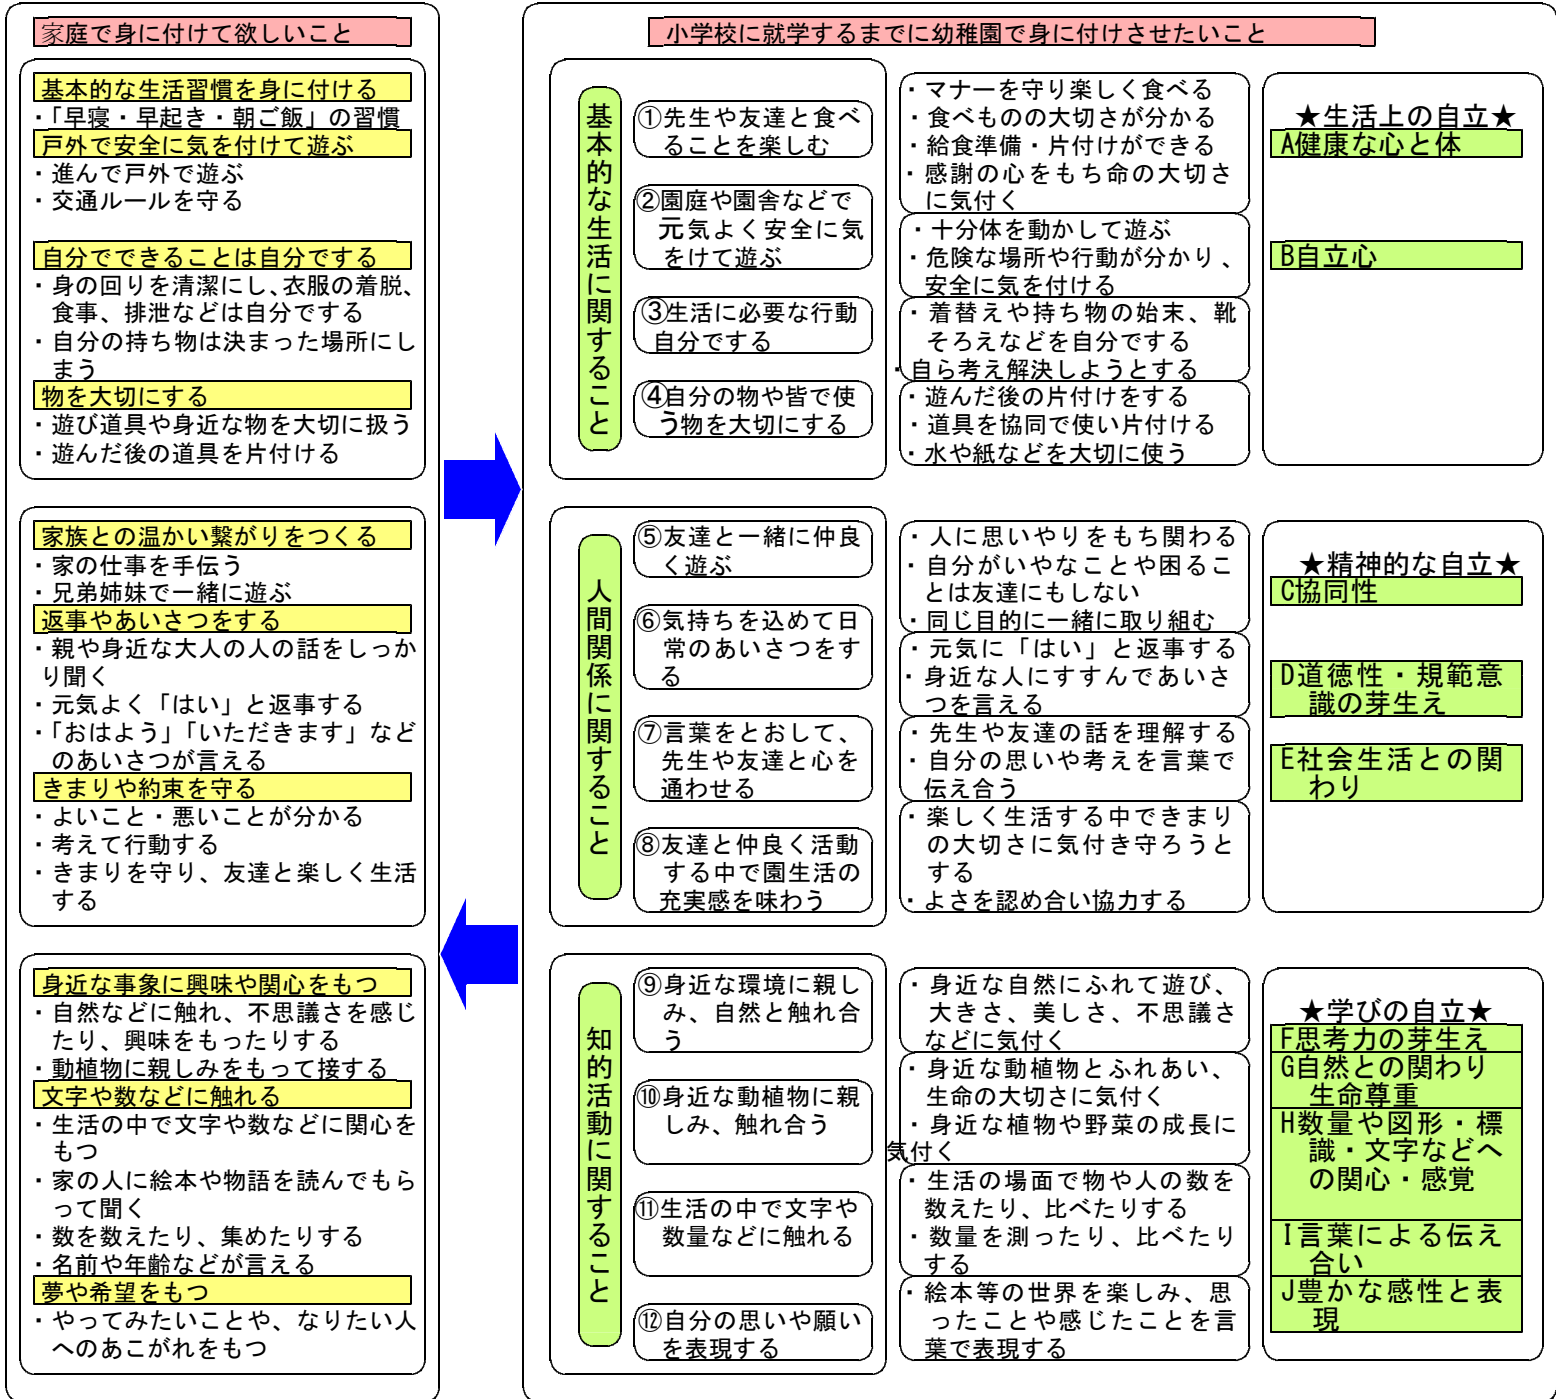 家庭で身に付けて欲しいこと
基本的な生活習慣を身に付ける
・「早寝・早起き・朝ご飯」の習慣
戸外で安全に気を付けて遊ぶ
・進んで戸外で遊ぶ
・交通ルールを守る
自分でできることは自分でする
・身の回りを清潔にし、衣服の着脱、
食事、排泄などは自分でする
・自分の持ち物は決まった場所にし
まう
物を大切にする
・遊び道具や身近な物を大切に扱う
・遊んだ後の道具を片付ける
家族との温かい繋がりをつくる
・家の仕事を手伝う
・兄弟姉妹で一緒に遊ぶ
返事やあいさつをする
・親や身近な大人の人の話をしっか
り聞く
・元気よく「はい」と返事する
・「おはよう」「いただきます」など
のあいさつが言える
きまりや約束を守る
・よいこと・悪いことが分かる
・考えて行動する
・きまりを守り、友達と楽しく生活
する
身近な事象に興味や関心をもつ
・自然などに触れ、不思議さを感じ
たり、興味をもったりする
・動植物に親しみをもって接する
文字や数などに触れる
・生活の中で文字や数などに関心を
もつ
・家の人に絵本や物語を読んでもら
って聞く
・数を数えたり、集めたりする
・名前や年齢などが言える
夢や希望をもつ
・やってみたいことや、なりたい人
へのあこがれをもつ
小学校に就学するまでに幼稚園で身に付けさせたいこと
基本的な生活に関すること
①先生や友達と食べ
ることを楽しむ
②園庭や園舎などで
元気よく安全に気
をけて遊ぶ
③生活に必要な行動
自分でする
④自分の物や皆で使
う物を大切にする
・マナーを守り楽しく食べる
・食べものの大切さが分かる
・給食準備・片付けができる
・感謝の心をもち命の大切さ
に気付く
・十分体を動かして遊ぶ
・危険な場所や行動が分かり、
安全に気を付ける
・着替えや持ち物の始末、靴
そろえなどを自分でする
・自ら考え解決しようとする
・遊んだ後の片付けをする
・道具を協同で使い片付ける
・水や紙などを大切に使う
★生活上の自立★
A健康な心と体
B自立心
人間関係に関すること
⑤友達と一緒に仲良
く遊ぶ
⑥気持ちを込めて日
常のあいさつをす
る
⑦言葉をとおして、
先生や友達と心を
通わせる
⑧友達と仲良く活動
する中で園生活の
充実感を味わう
・人に思いやりをもち関わる
・自分がいやなことや困るこ
とは友達にもしない
・同じ目的に一緒に取り組む
・元気に「はい」と返事する
・身近な人にすすんであいさ
つを言える
・先生や友達の話を理解する
・自分の思いや考えを言葉で
伝え合う
・楽しく生活する中できまり
の大切さに気付き守ろうと
する
・よさを認め合い協力する
★精神的な自立★
C協同性
D道徳性・規範意
識の芽生え
E社会生活との関
わり
知的活動に関すること
⑨身近な環境に親し
み、自然と触れ合
う
⑩身近な動植物に親
しみ、触れ合う
⑪生活の中で文字や
数量などに触れる
⑫自分の思いや願い
を表現する
・身近な自然にふれて遊び、
大きさ、美しさ、不思議さ
などに気付く
・身近な動植物とふれあい、
生命の大切さに気付く
・身近な植物や野菜の成長に
気付く
・生活の場面で物や人の数を
数えたり、比べたりする
・数量を測ったり、比べたり
する
・絵本等の世界を楽しみ、思
ったことや感じたことを言
葉で表現する
★学びの自立★
F思考力の芽生え
G自然との関わり
生命尊重
H数量や図形・標
識・文字などへ
の関心・感覚
I言葉による伝え
合い
J豊かな感性と表
現